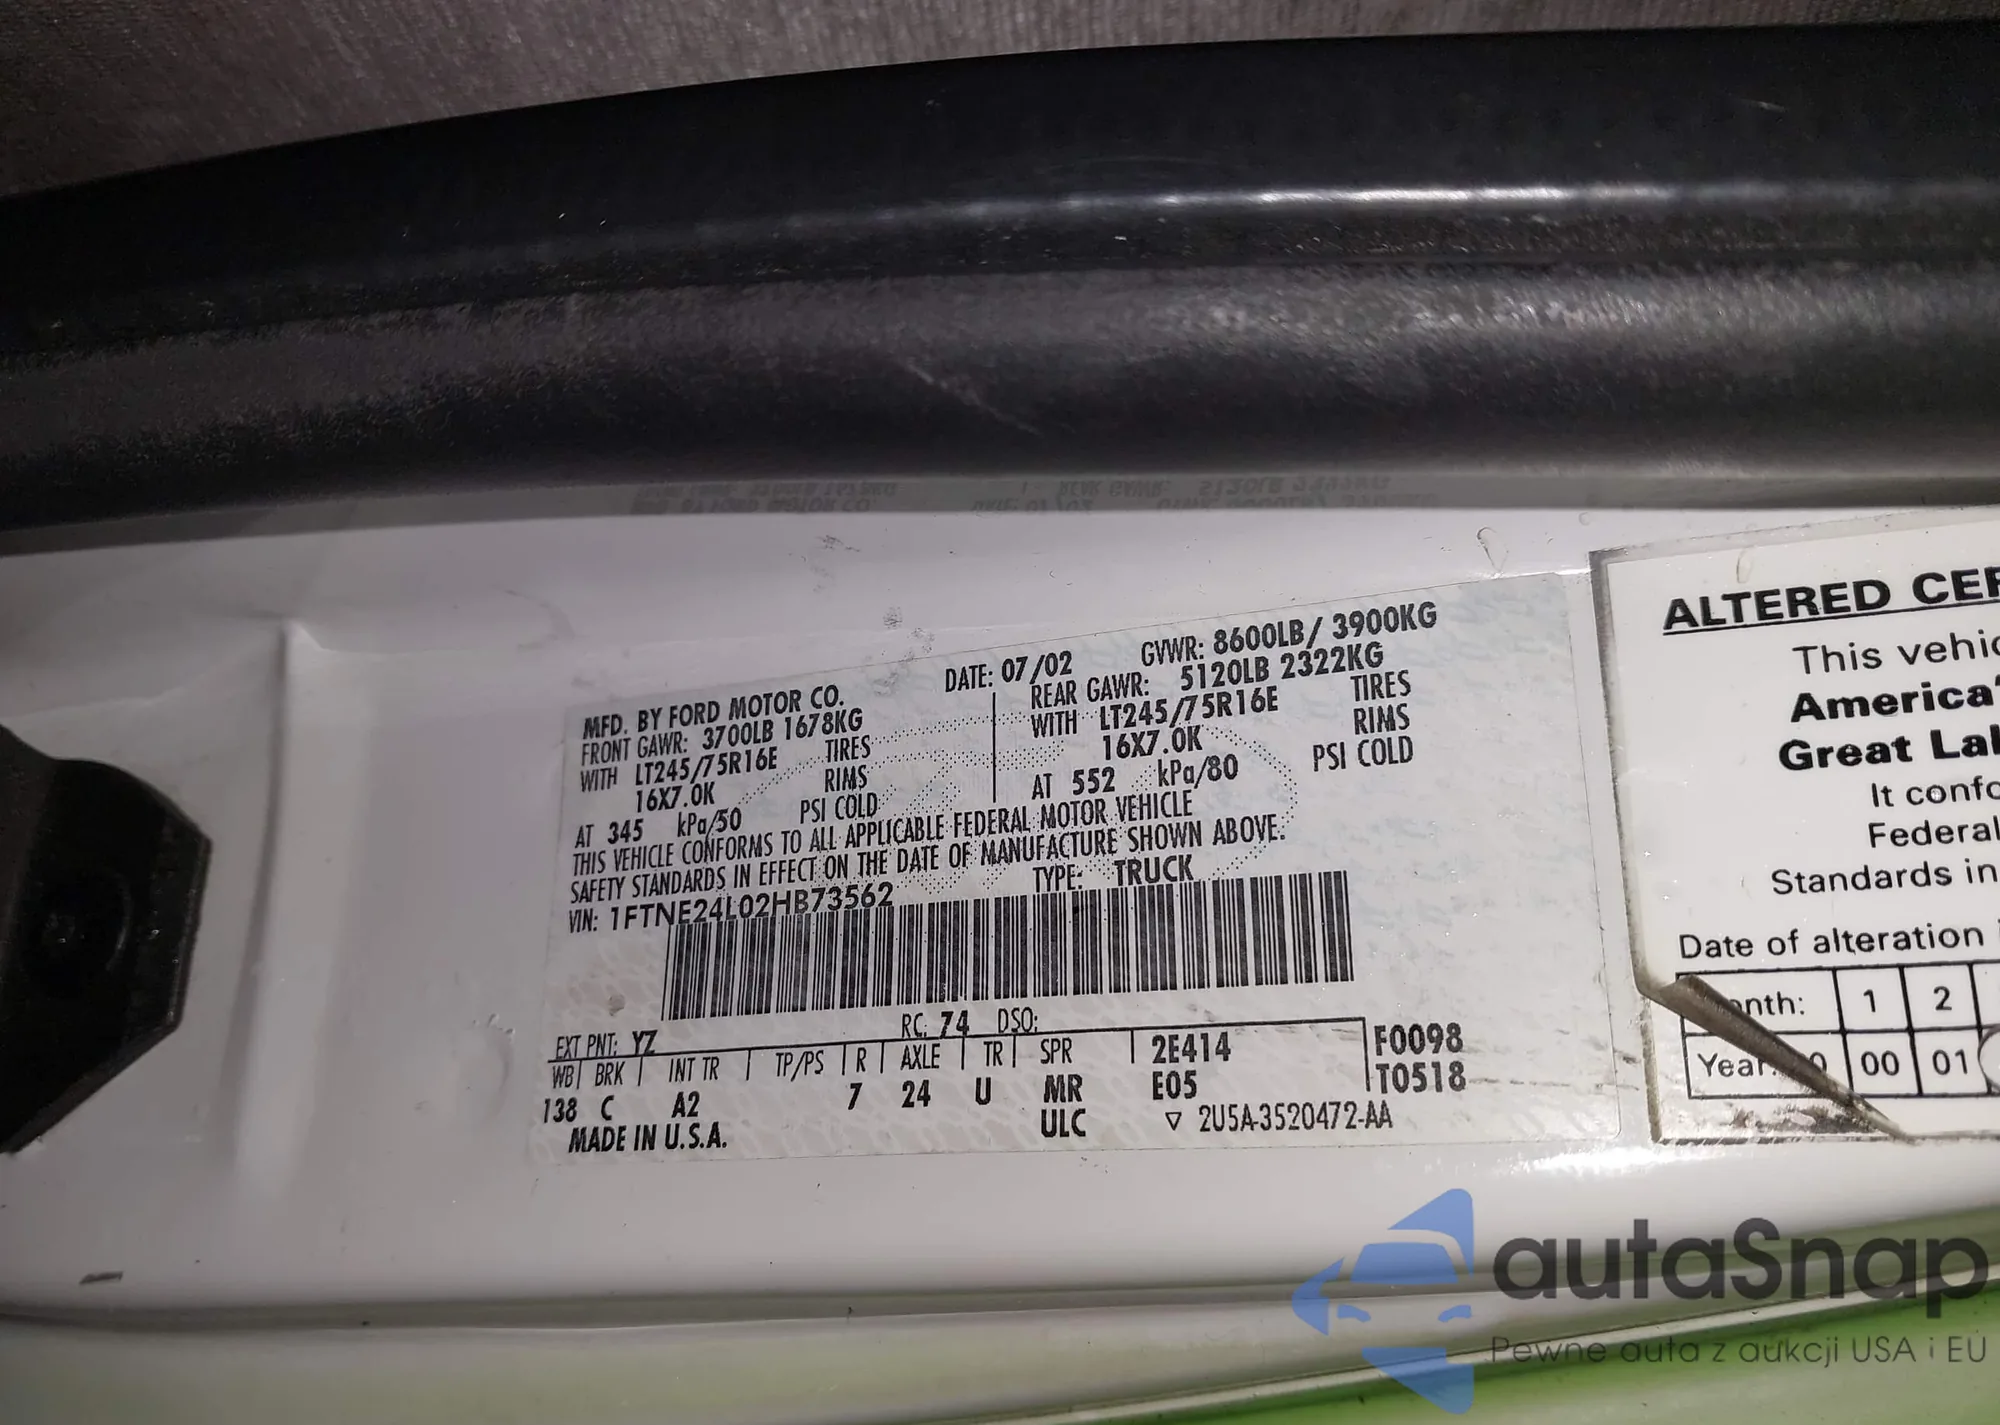 MFD. BY FORD MOTOR CO.
DATE: 07/02
GVWR: 8600LB/ 3900KG
FRONT GAWR: 3700LB 1678KG
REAR GAWR: 5120LB 2322KG
WITH LT245/75R16E TIRES
WITH LT245/75R16E TIRES
16X7.0K RIMS
16X7.0K RIMS
AT 345 kPa/50 PSI COLD
AT 552 kPa/80 PSI COLD
THIS VEHICLE CONFORMS TO ALL APPLICABLE FEDERAL MOTOR VEHICLE
SAFETY STANDARDS IN EFFECT ON THE DATE OF MANUFACTURE SHOWN ABOVE.
VIN: 1FTNE24L02HB73562
TYPE: TRUCK
EXT PNT: YZ RC: 74 DSO:
WB BRK INT TR TP/PS R AXLE TR SPR 2E414 F0098
138 C A2 7 24 U MR E05 T0518
MADE IN U.S.A. ULC ▽ 2U5A-3520472-AA
ALTERED
This
America'
Great
It
Federal
Standards in
Date of alteration
1 2
00 01
autaSnap
Pewne auta z aukcji USA i EU